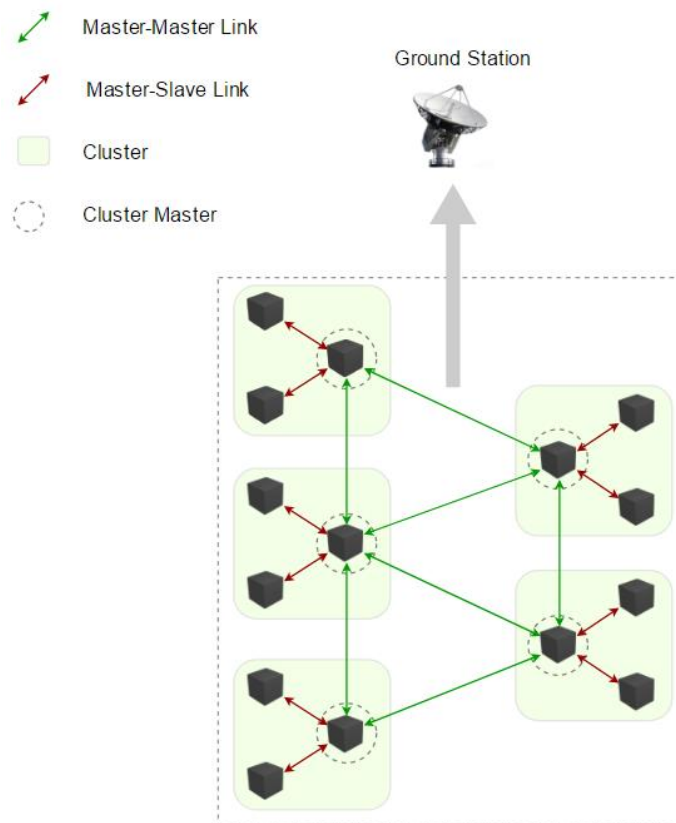 Master-Master Link
Ground Station
Master-Slave Link
Cluster
Cluster Master